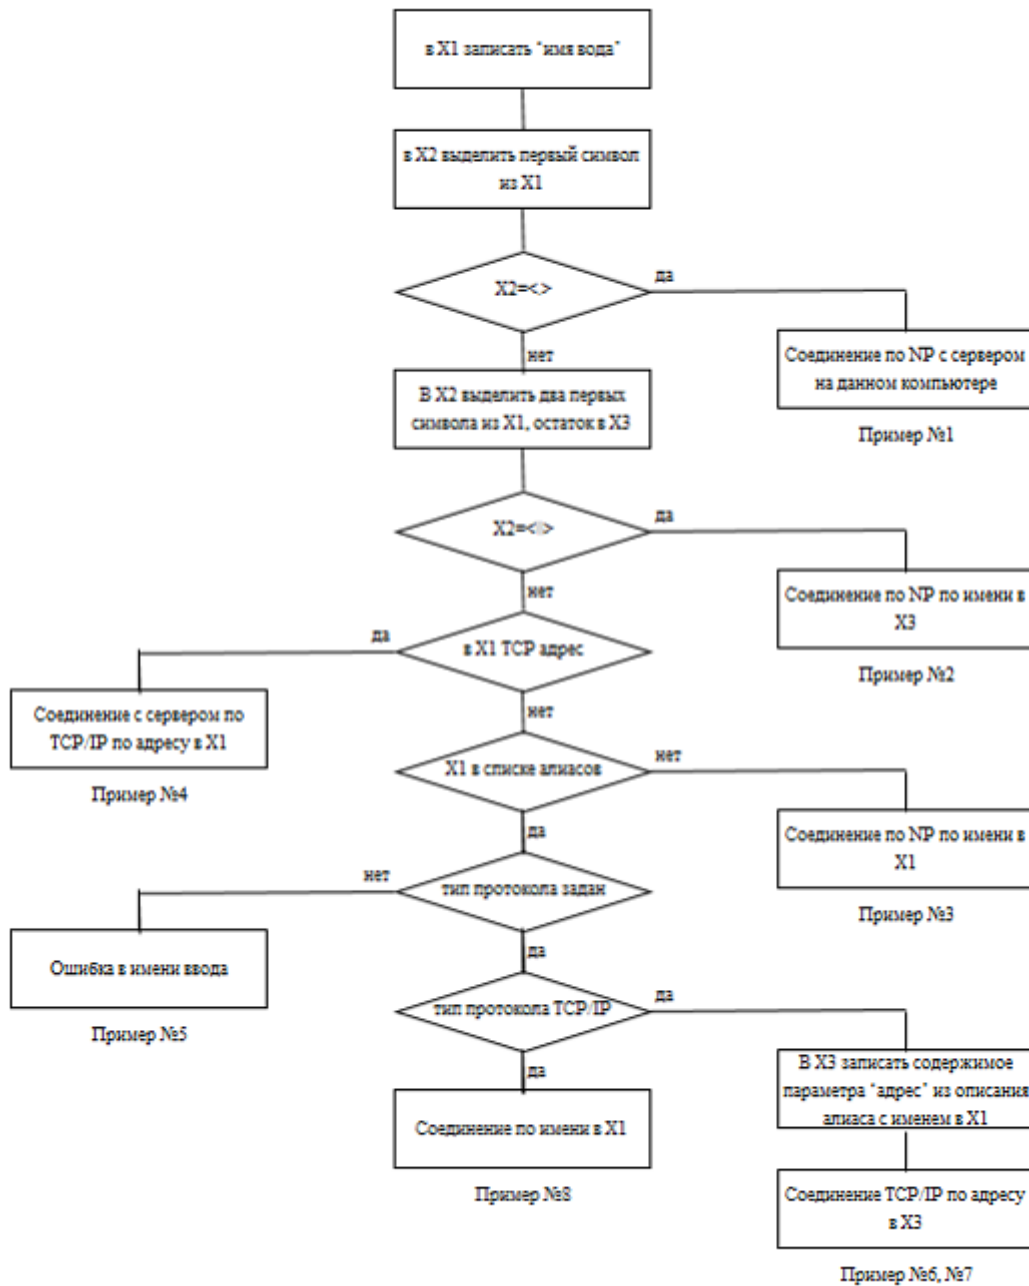 в X1 записать "имя вода"
в X2 выделить первый символ
из X1
X2=<.>
да
нет
Соединение по NP с сервером
на данном компьютере
Пример №1
В X2 выделить два первых
символа из X1, остаток в X3
X2=<\\>
да
нет
Соединение по NP по имени в
X3
Пример №2
в X1 TCP адрес
да
нет
Соединение с сервером по
TCP/IP по адресу в X1
Пример №4
X1 в списке алиасов
нет
да
Соединение по NP по имени в
X1
Пример №3
тип протокола задан
нет
да
Ошибка в имени ввода
Пример №5
тип протокола TCP/IP
да
да
В X3 записать содержимое
параметра "адрес" из описания
алиаса с именем в X1
Соединение по имени в X1
Пример №8
Соединение TCP/IP по адресу
в X3
Пример №6, №7